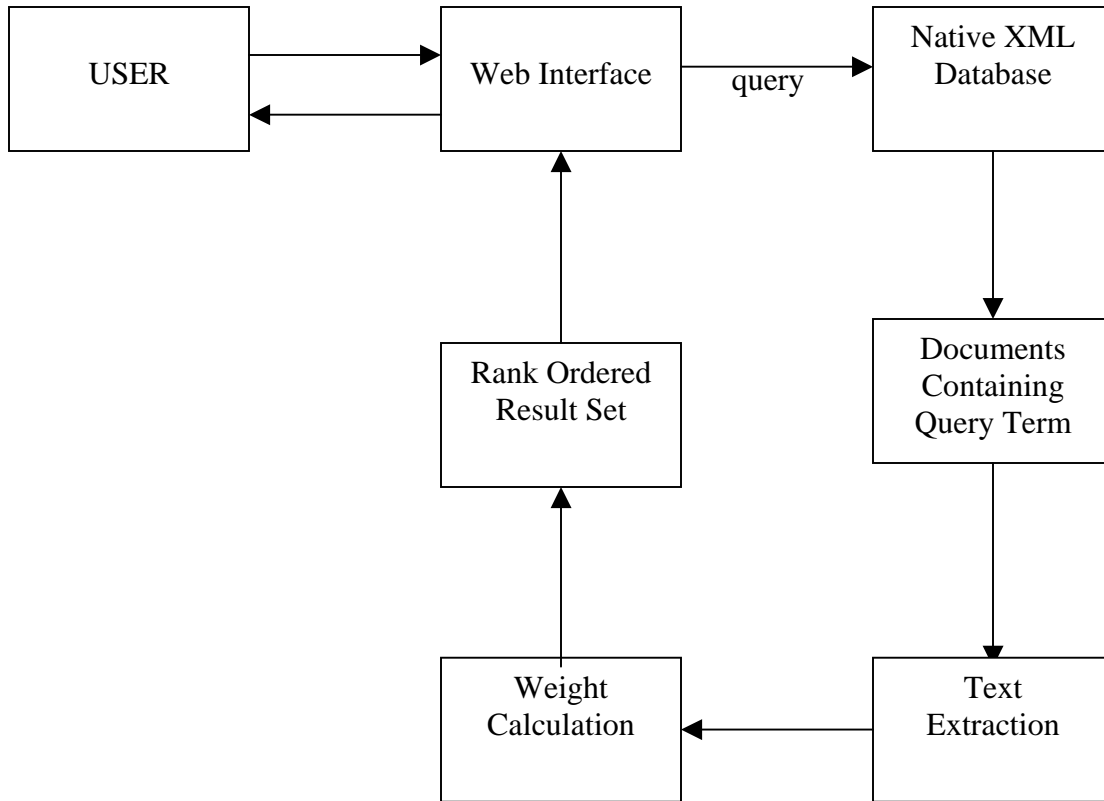 USER
Web Interface
query
Native XML
Database
Rank Ordered
Result Set
Documents
Containing
Query Term
Weight
Calculation
Text
Extraction